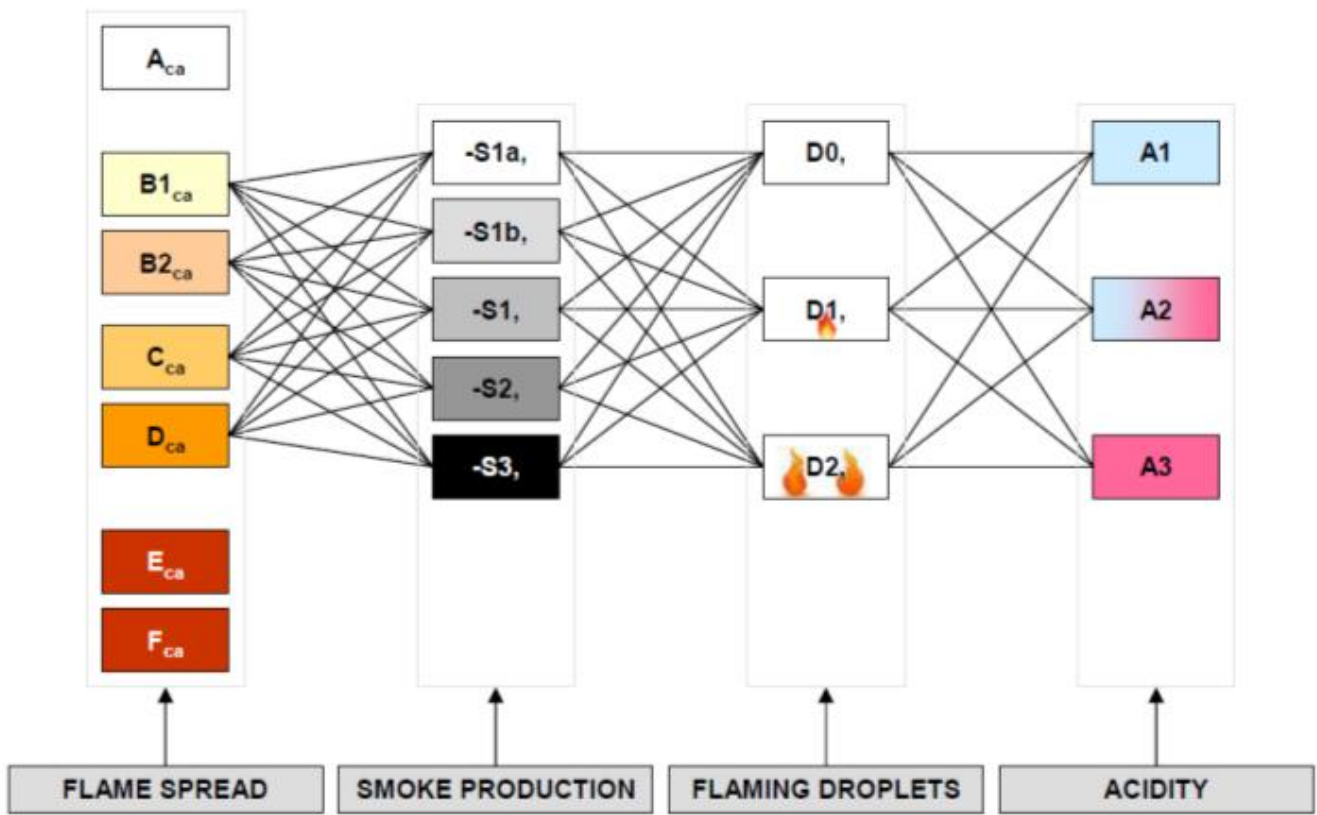 Aca
B1ca
B2ca
Cca
Dca
Eca
Fca
-S1a,
-S1b,
-S1,
-S2,
-S3,
D0,
D1,
D2,
A1
A2
A3
FLAME SPREAD
SMOKE PRODUCTION
FLAMING DROPLETS
ACIDITY